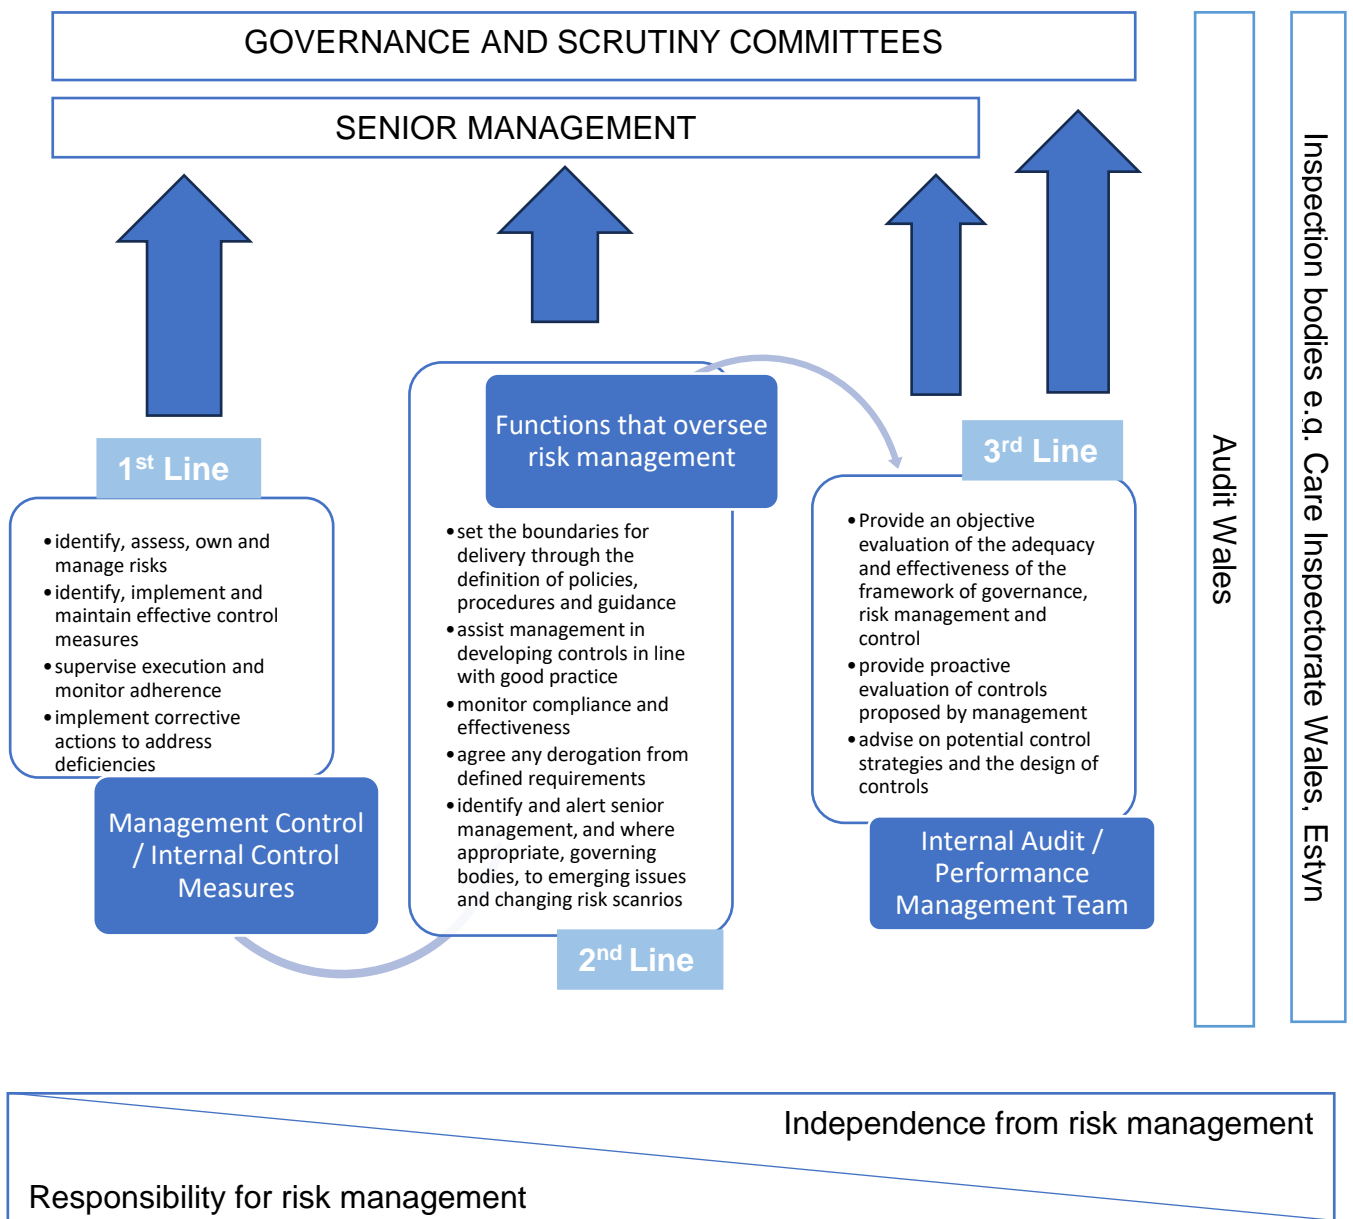 GOVERNANCE AND SCRUTINY COMMITTEES
SENIOR MANAGEMENT
1st Line
•identify, assess, own and
manage risks
•identify, implement and
maintain effective control
measures
•supervise execution and
monitor adherence
•implement corrective
actions to address
deficiencies
Management Control
/ Internal Control
Measures
Functions that oversee
risk management
•set the boundaries for
delivery through the
definition of policies,
procedures and guidance
•assist management in
developing controls in line
with good practice
•monitor compliance and
effectiveness
•agree any derogation from
defined requirements
•identify and alert senior
management, and where
appropriate, governing
bodies, to emerging issues
and changing risk scanrios
2nd Line
3rd Line
•Provide an objective
evaluation of the adequacy
and effectiveness of the
framework of governance,
risk management and
control
•provide proactive
evaluation of controls
proposed by management
•advise on potential control
strategies and the design of
controls
Internal Audit /
Performance
Management Team
Audit Wales
Inspection bodies e.g. Care Inspectorate Wales, Estyn
Independence from risk management
Responsibility for risk management